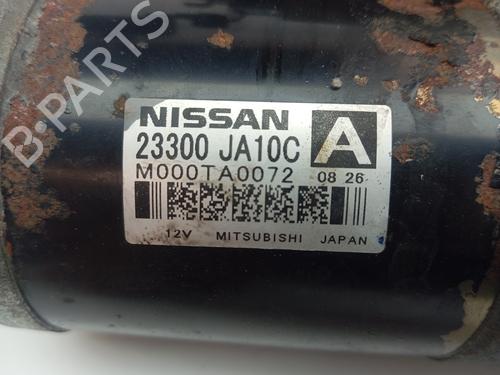 B-PARTS
NISSAN
23300 JA10C A
M000TA0072 08 26
12V MITSUBISHI JAPAN